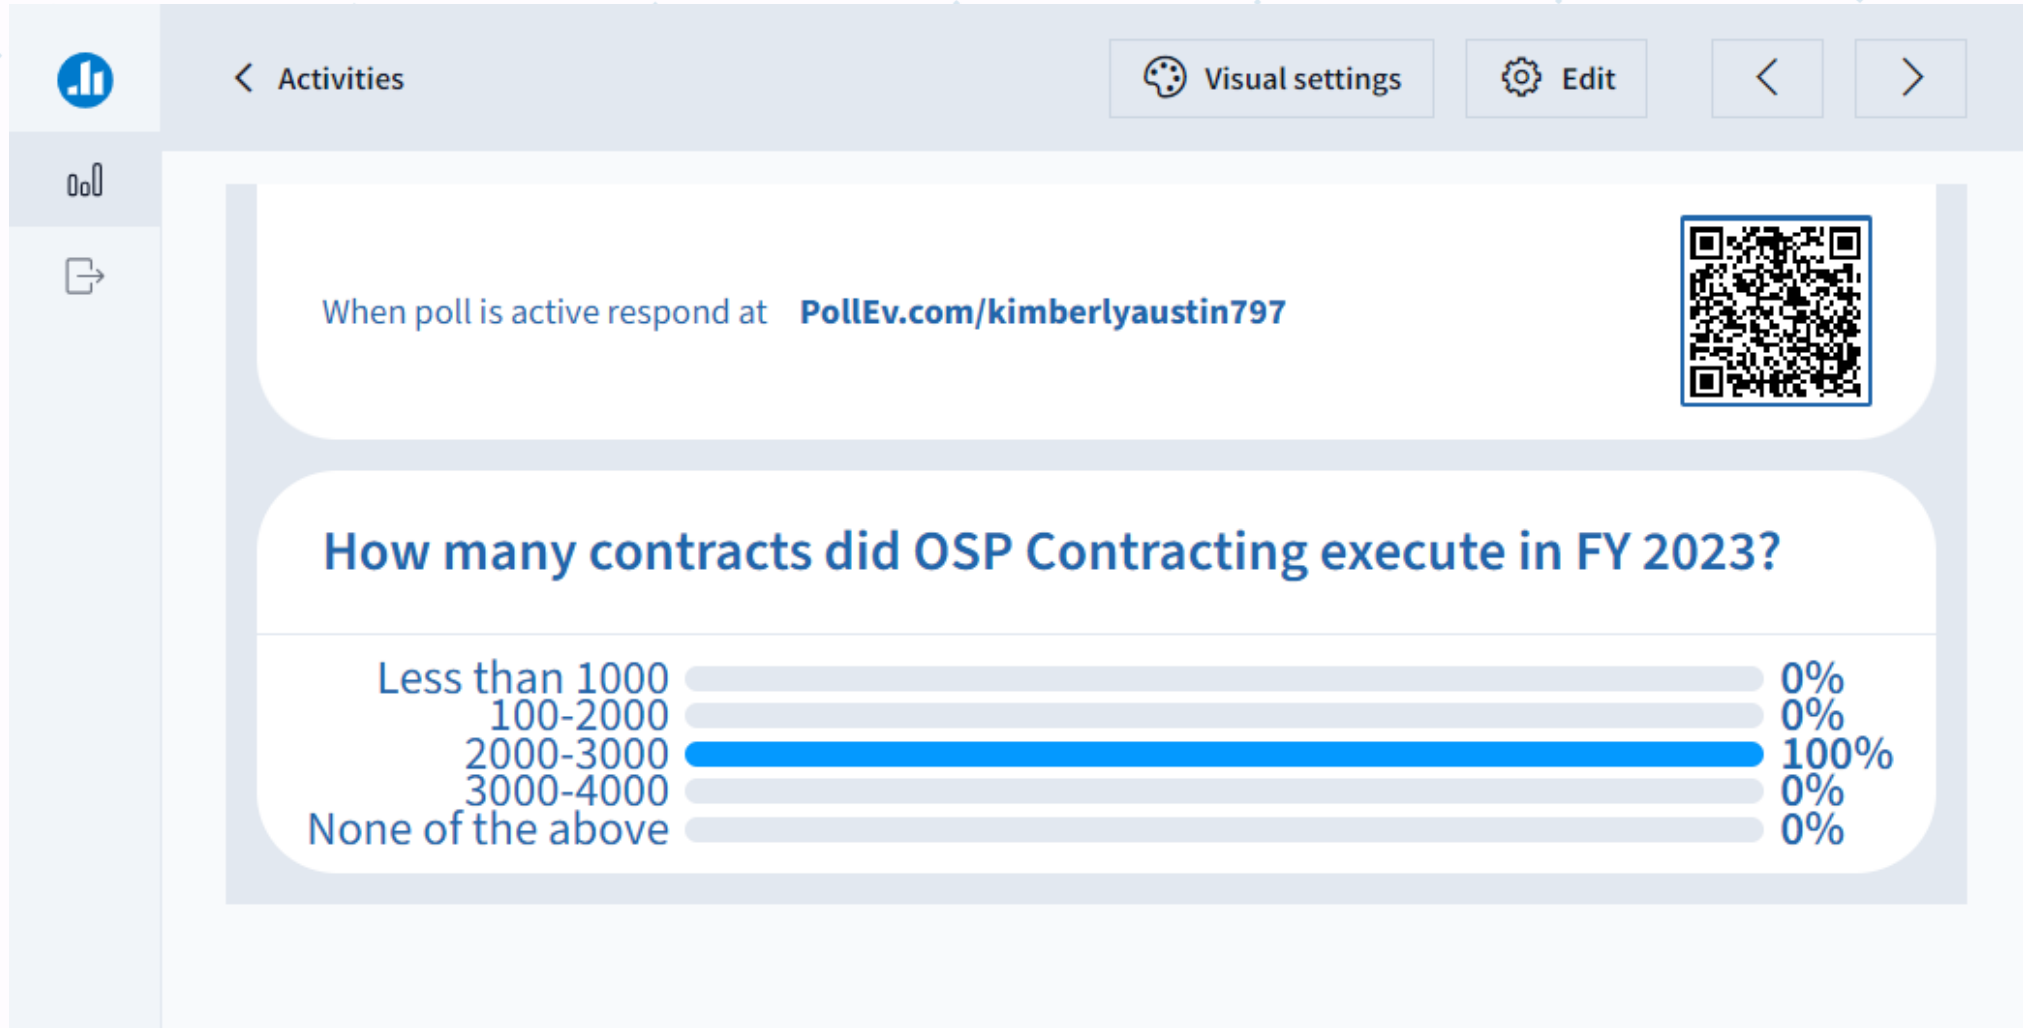 Activities
Visual settings
Edit
When poll is active respond at PollEv.com/kimberlyaustin797
How many contracts did OSP Contracting execute in FY 2023?
Less than 1000 0%
100-2000 0%
2000-3000 100%
3000-4000 0%
None of the above 0%